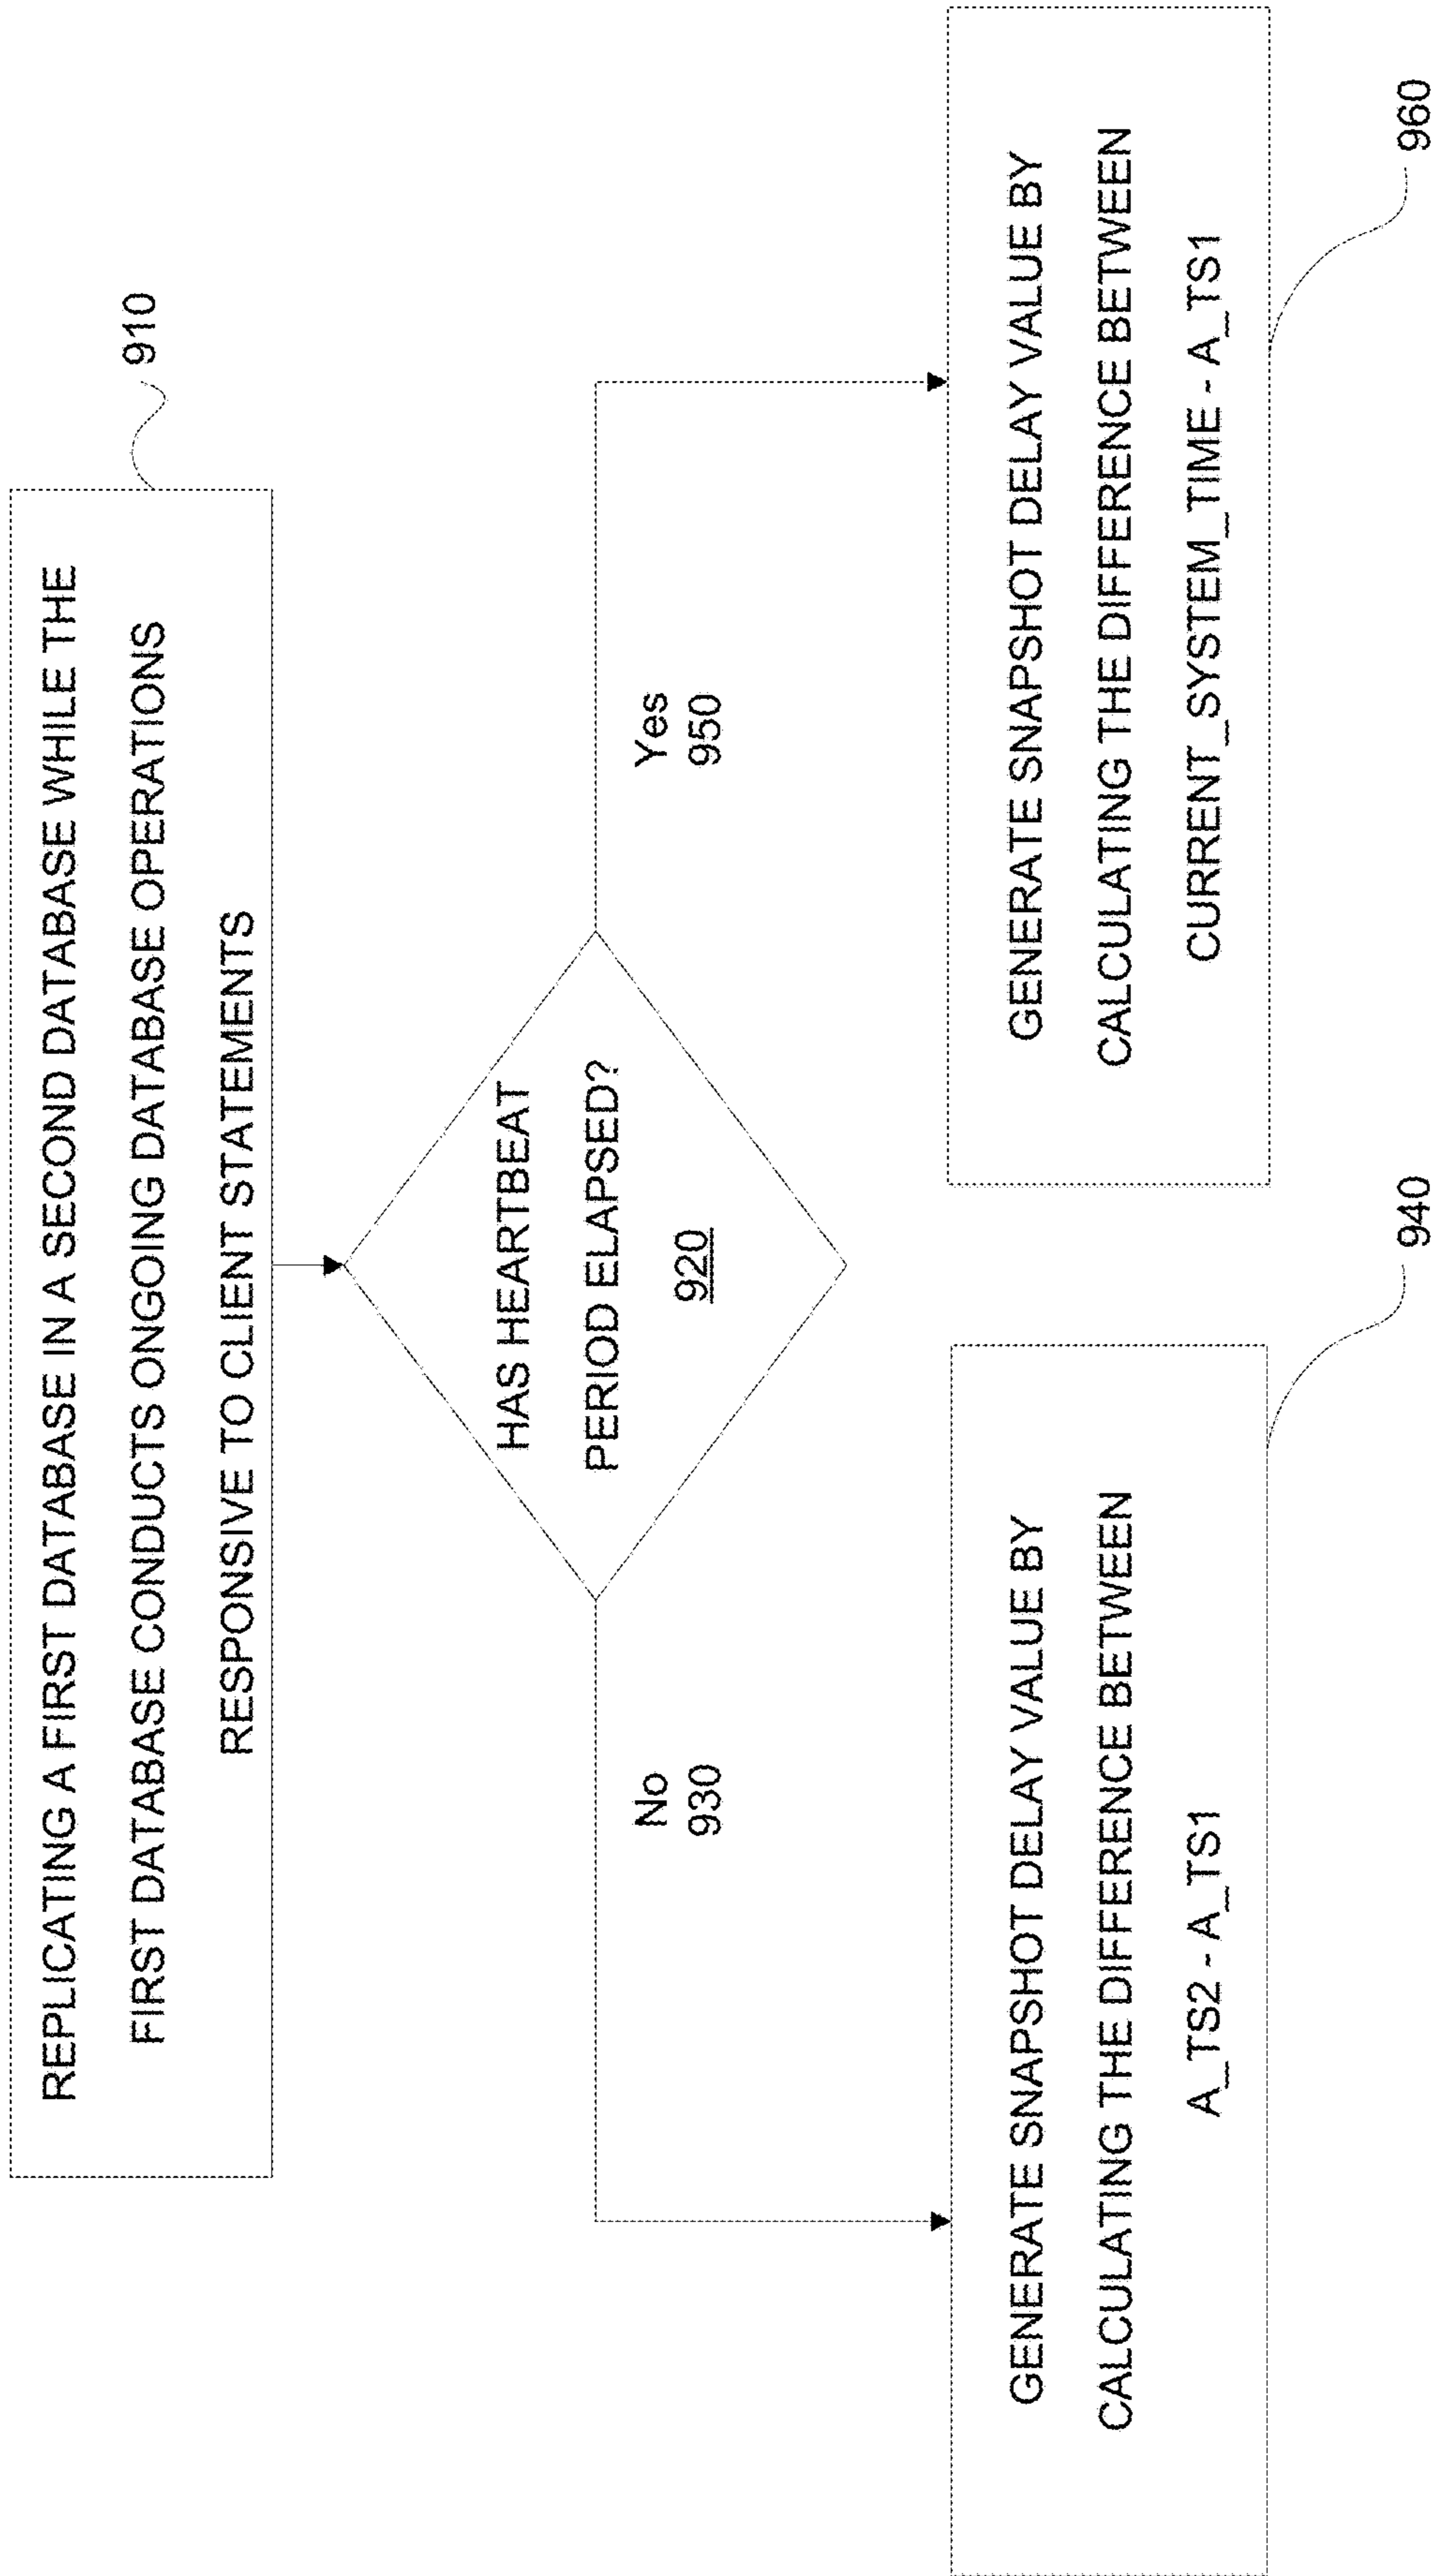 REPLICATING A FIRST DATABASE IN A SECOND DATABASE WHILE THE
FIRST DATABASE CONDUCTS ONGOING DATABASE OPERATIONS
RESPONSIVE TO CLIENT STATEMENTS
910
HAS HEARTBEAT
PERIOD ELAPSED?
920
No
930
Yes
950
GENERATE SNAPSHOT DELAY VALUE BY
CALCULATING THE DIFFERENCE BETWEEN
A_TS2 - A_TS1
940
GENERATE SNAPSHOT DELAY VALUE BY
CALCULATING THE DIFFERENCE BETWEEN
CURRENT_SYSTEM_TIME - A_TS1
960